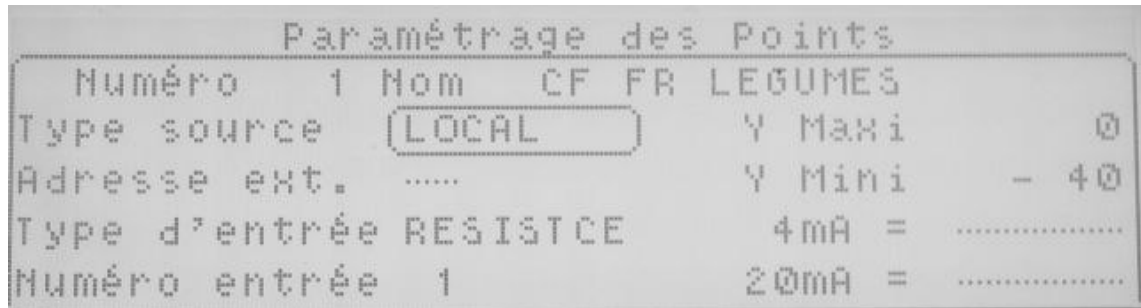 Paramétrage des Points
Numéro 1 Nom CF FR LEGUMES
Type source LOCAL Y Maxi 0
Adresse ext. ...... Y Mini - 40
Type d'entrée RESISTCE 4mA = ................
Numéro entrée 1 20mA = ................